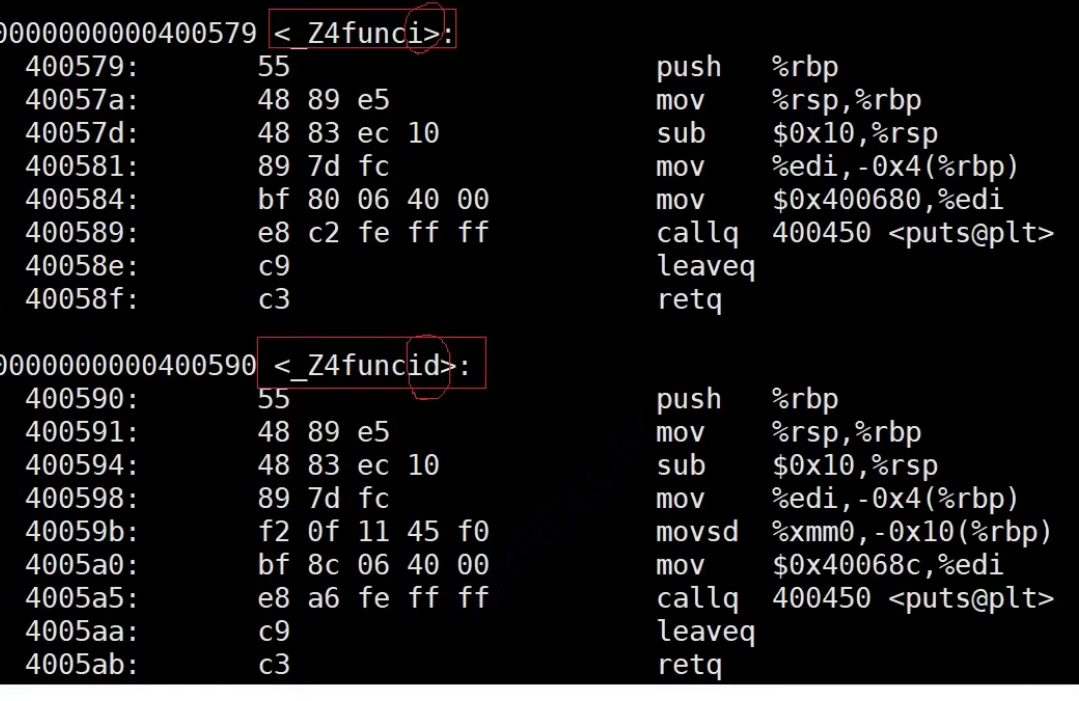 0000000000400579 <_Z4funci>:
400579: 55 push %rbp
40057a: 48 89 e5 mov %rsp,%rbp
40057d: 48 83 ec 10 sub $0x10,%rsp
400581: 89 7d fc mov %edi,-0x4(%rbp)
400584: bf 80 06 40 00 mov $0x400680,%edi
400589: e8 c2 fe ff ff callq 400450 <puts@plt>
40058e: c9 leaveq
40058f: c3 retq
0000000000400590 <_Z4funcid>:
400590: 55 push %rbp
400591: 48 89 e5 mov %rsp,%rbp
400594: 48 83 ec 10 sub $0x10,%rsp
400598: 89 7d fc mov %edi,-0x4(%rbp)
40059b: f2 0f 11 45 f0 movsd %xmm0,-0x10(%rbp)
4005a0: bf 8c 06 40 00 mov $0x40068c,%edi
4005a5: e8 a6 fe ff ff callq 400450 <puts@plt>
4005aa: c9 leaveq
4005ab: c3 retq